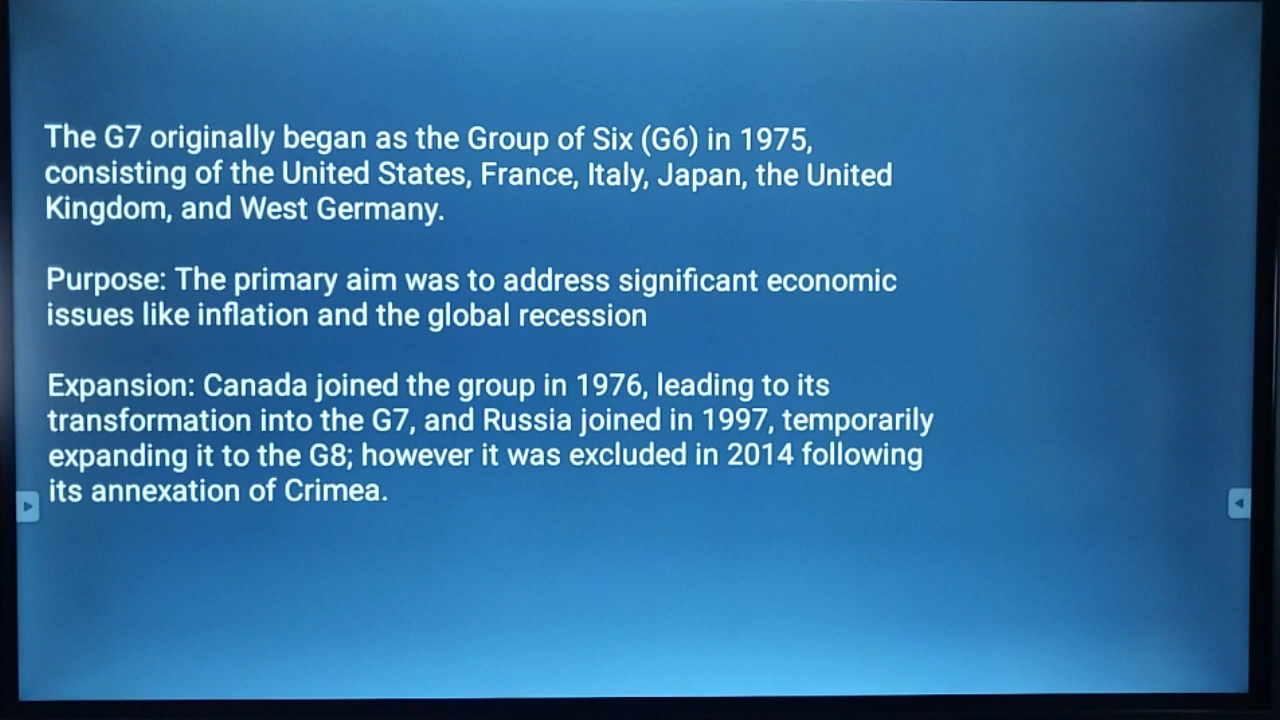 The G7 originally began as the Group of Six (G6) in 1975,
consisting of the United States, France, Italy, Japan, the United
Kingdom, and West Germany.
Purpose: The primary aim was to address significant economic
issues like inflation and the global recession
Expansion: Canada joined the group in 1976, leading to its
transformation into the G7, and Russia joined in 1997, temporarily
expanding it to the G8; however it was excluded in 2014 following
its annexation of Crimea.